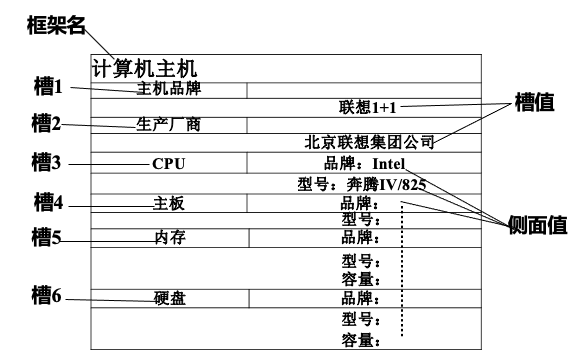 框架名
计算机主机
槽1 主机品牌
联想1+1 槽值
槽2 生产厂商
北京联想集团公司
槽3 CPU 品牌：Intel
型号：奔腾IV/825
槽4 主板 品牌：
型号： 侧面值
槽5 内存 品牌：
型号：
容量：
槽6 硬盘 品牌：
型号：
容量：